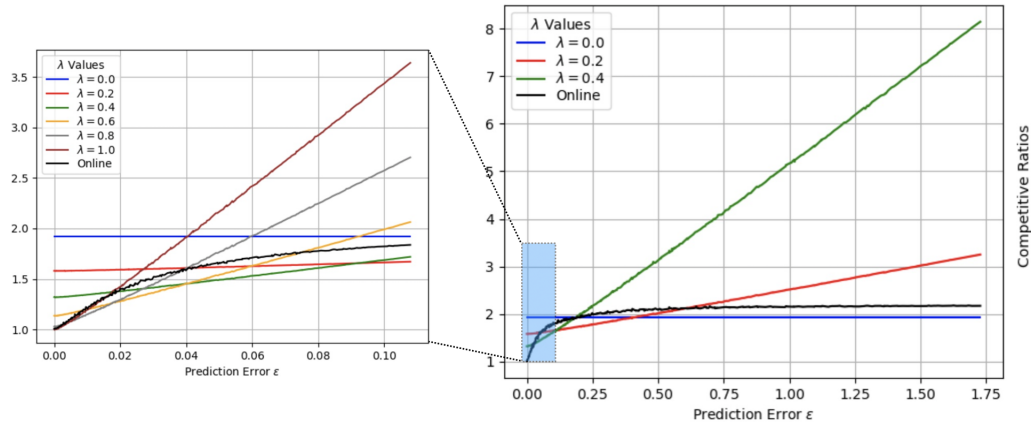 λ Values
λ = 0.0
λ = 0.2
λ = 0.4
λ = 0.6
λ = 0.8
λ = 1.0
Online
3.5
3.0
2.5
2.0
1.5
1.0
0.00
0.02
0.04
0.06
0.08
0.10
Prediction Error ε
λ Values
λ = 0.0
λ = 0.2
λ = 0.4
Online
8
7
6
5
4
3
2
1
0.00
0.25
0.50
0.75
1.00
1.25
1.50
1.75
Prediction Error ε
Competitive Ratios